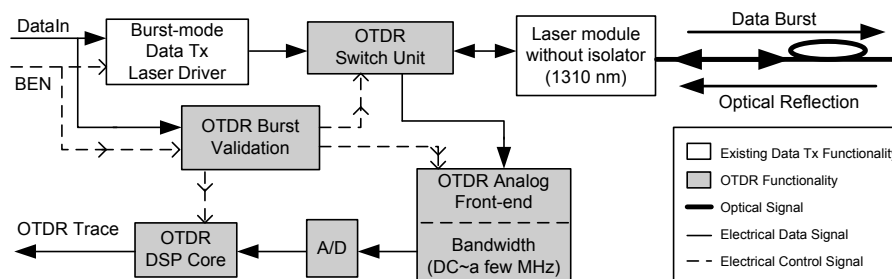 DataIn
BEN
Burst-mode
Data Tx
Laser Driver
OTDR
Switch Unit
Laser module
without isolator
(1310 nm)
Data Burst
Optical Reflection
OTDR Burst
Validation
OTDR Analog
Front-end
Bandwidth
(DC~a few MHz)
A/D
OTDR
DSP Core
OTDR Trace
Existing Data Tx Functionality
OTDR Functionality
Optical Signal
Electrical Data Signal
Electrical Control Signal